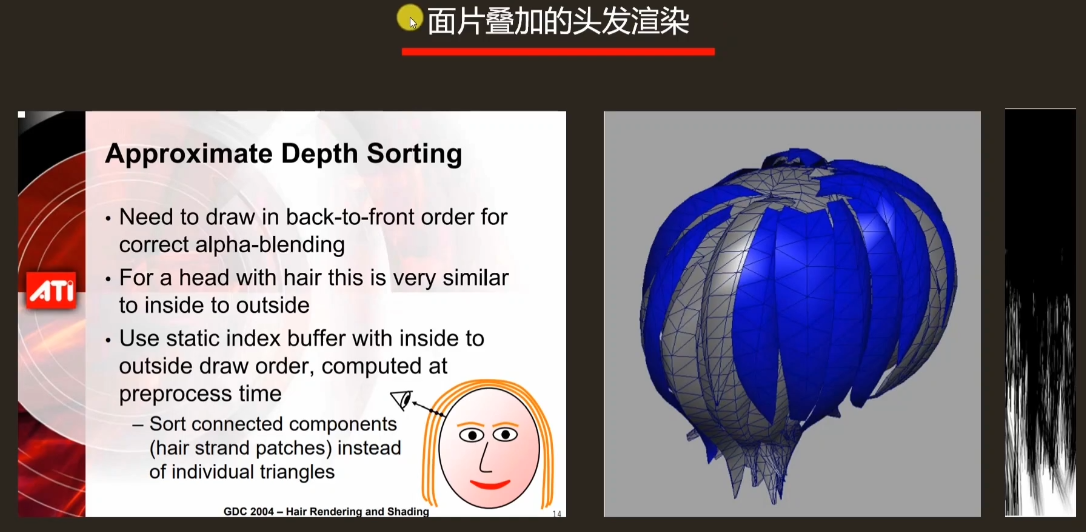 面片叠加的头发渲染
Approximate Depth Sorting
• Need to draw in back-to-front order for
correct alpha-blending
• For a head with hair this is very similar
to inside to outside
• Use static index buffer with inside to
outside draw order, computed at
preprocess time
– Sort connected components
(hair strand patches) instead
of individual triangles
ATi
GDC 2004 – Hair Rendering and Shading
14